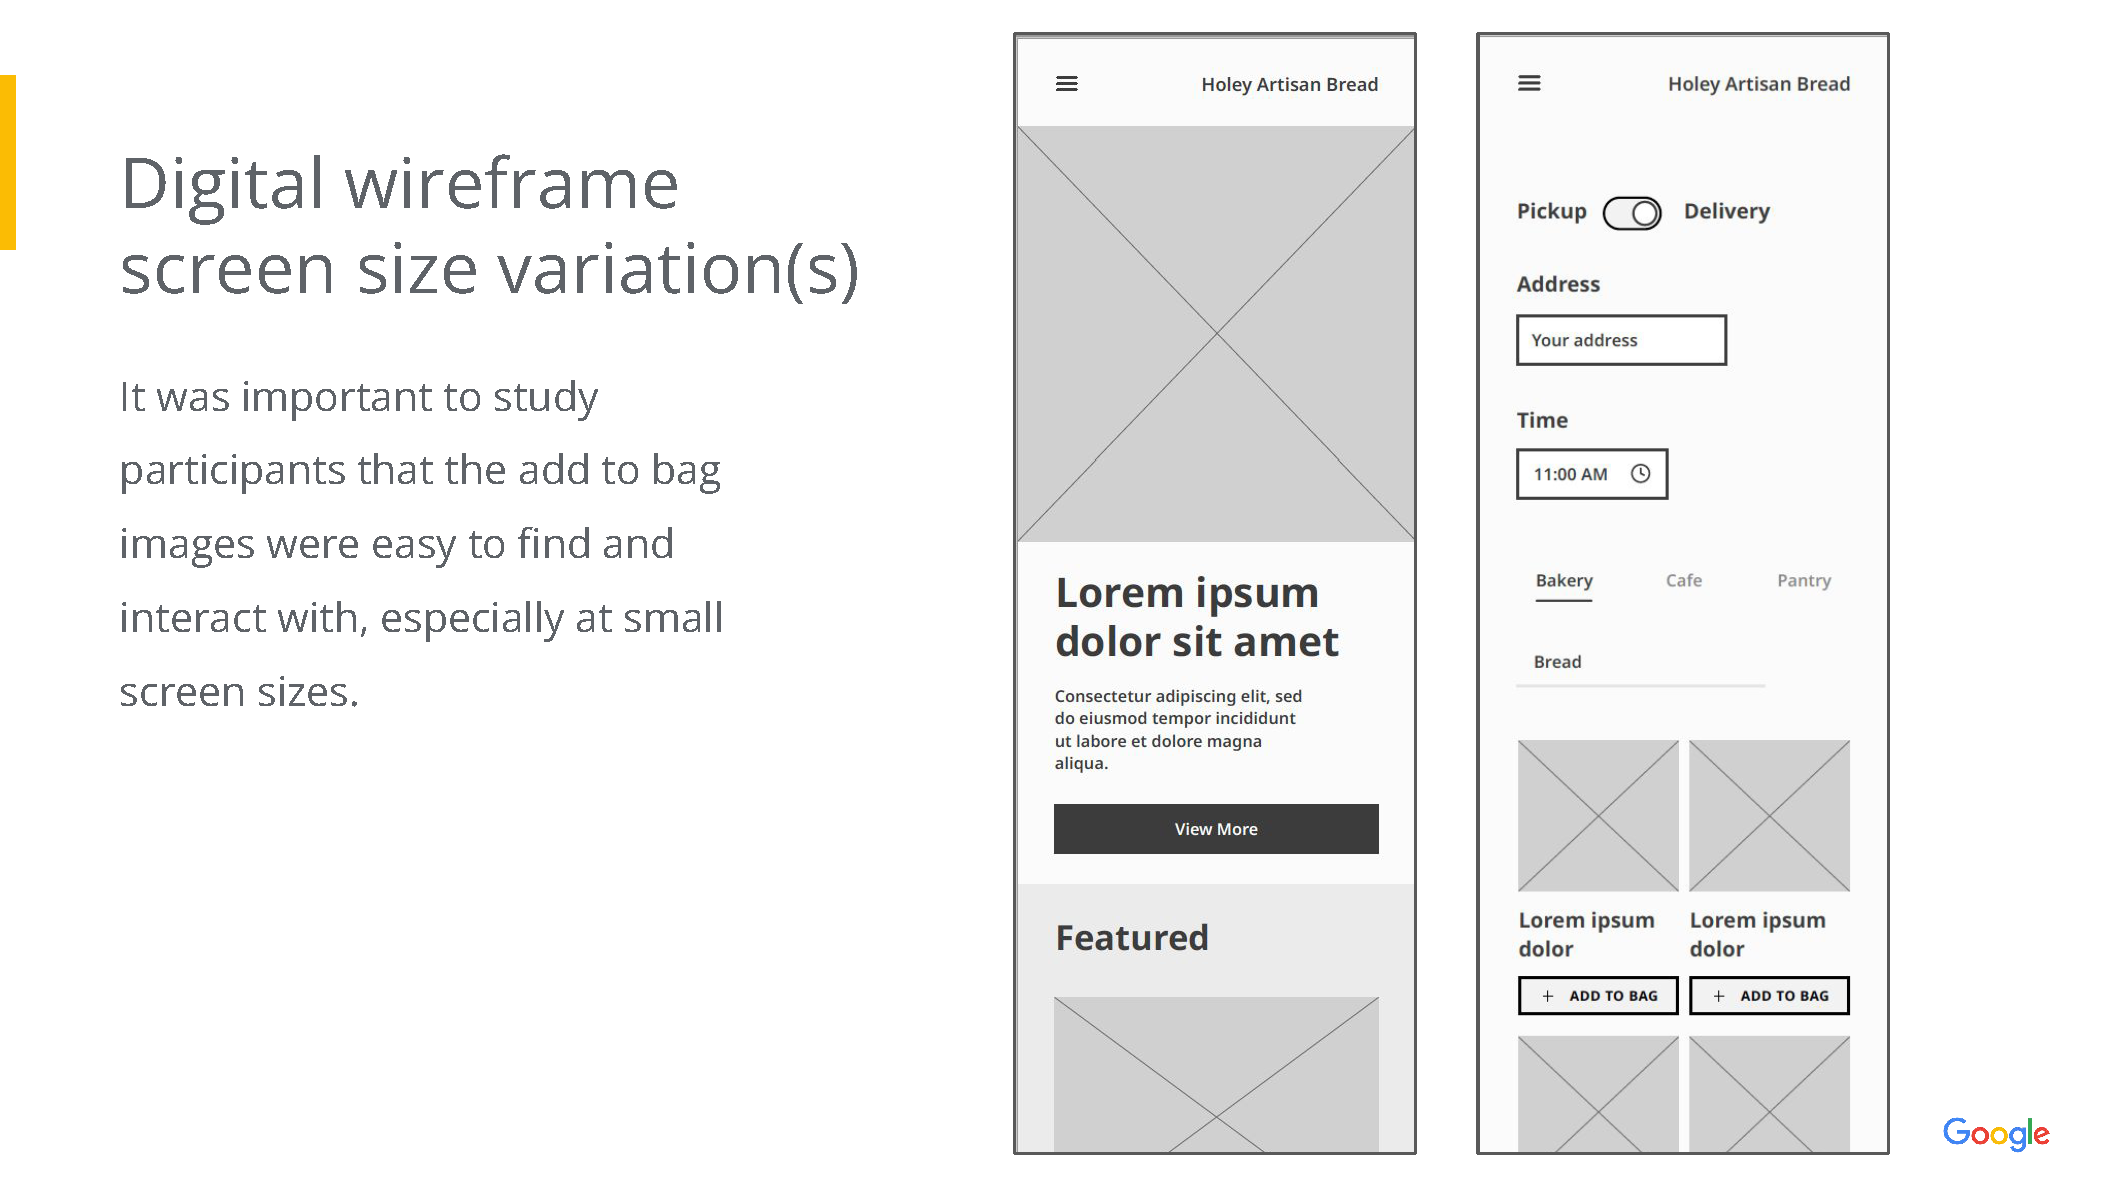 Digital wireframe
screen size variation(s)
It was important to study
participants that the add to bag
images were easy to find and
interact with, especially at small
screen sizes.
Holey Artisan Bread
Lorem ipsum
dolor sit amet
Consectetur adipiscing elit, sed
do eiusmod tempor incididunt
ut labore et dolore magna
aliqua.
View More
Featured
Holey Artisan Bread
Pickup Delivery
Address
Your address
Time
11:00 AM
Bakery Cafe Pantry
Bread
Lorem ipsum Lorem ipsum
dolor dolor
+ ADD TO BAG + ADD TO BAG
Google